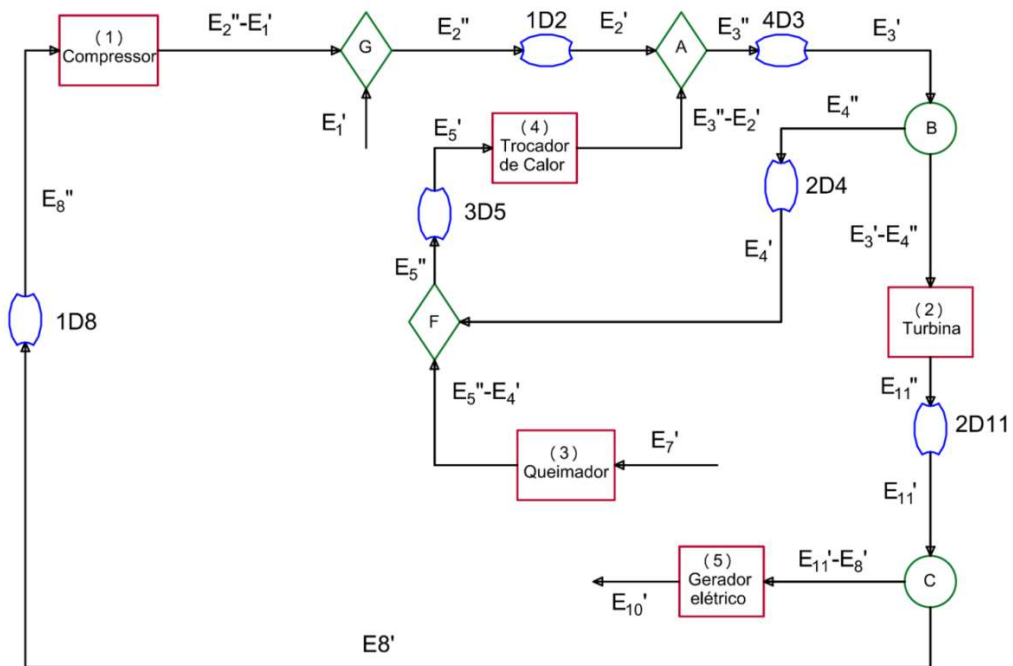 E₂''-E₁'
E₂''
1D2
E₂'
E₃''
4D3
E₃'
(1)
Compressor
G
A
E₁'
E₅'
(4)
Trocador
de Calor
E₃''-E₂'
E₄''
B
E₈''
3D5
2D4
E₃'-E₄''
E₄'
E₅''
1D8
F
(2)
Turbina
E₅''-E₄'
E₁₁''
2D11
(3)
Queimador
E₇'
E₁₁'
(5)
Gerador
elétrico
E₁₁'-E₈'
C
E₁₀'
E8'